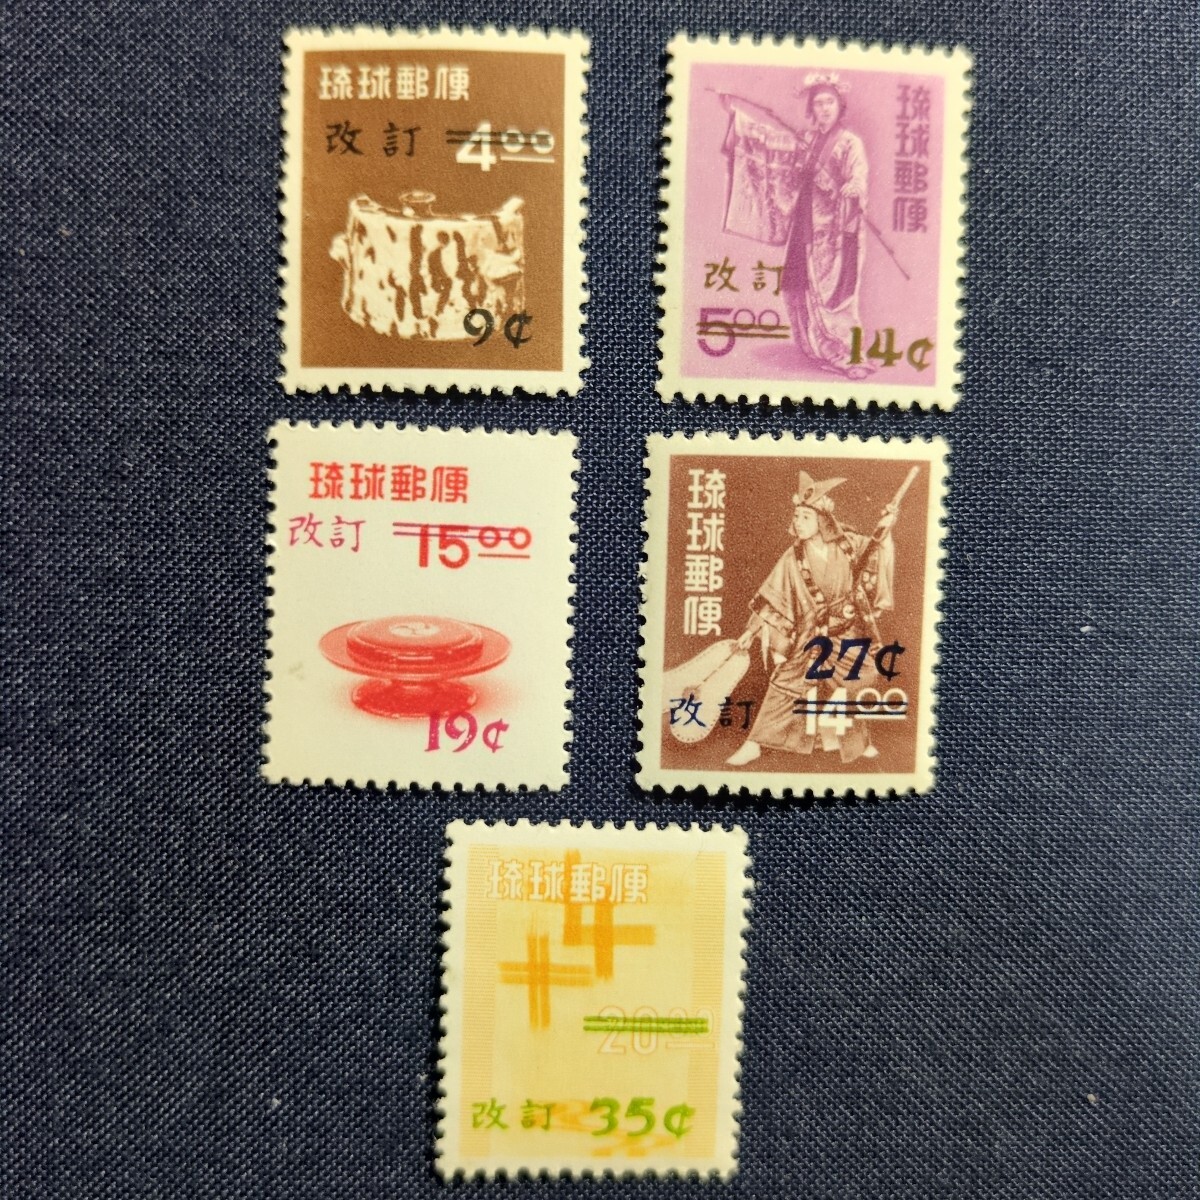 琉球郵便
改訂 4.00
9¢
琉球郵便
改訂
5.00
14¢
琉球郵便
改訂 15.00
19¢
琉球郵便
27¢
改訂 14.00
琉球郵便
20.00
改訂 35¢